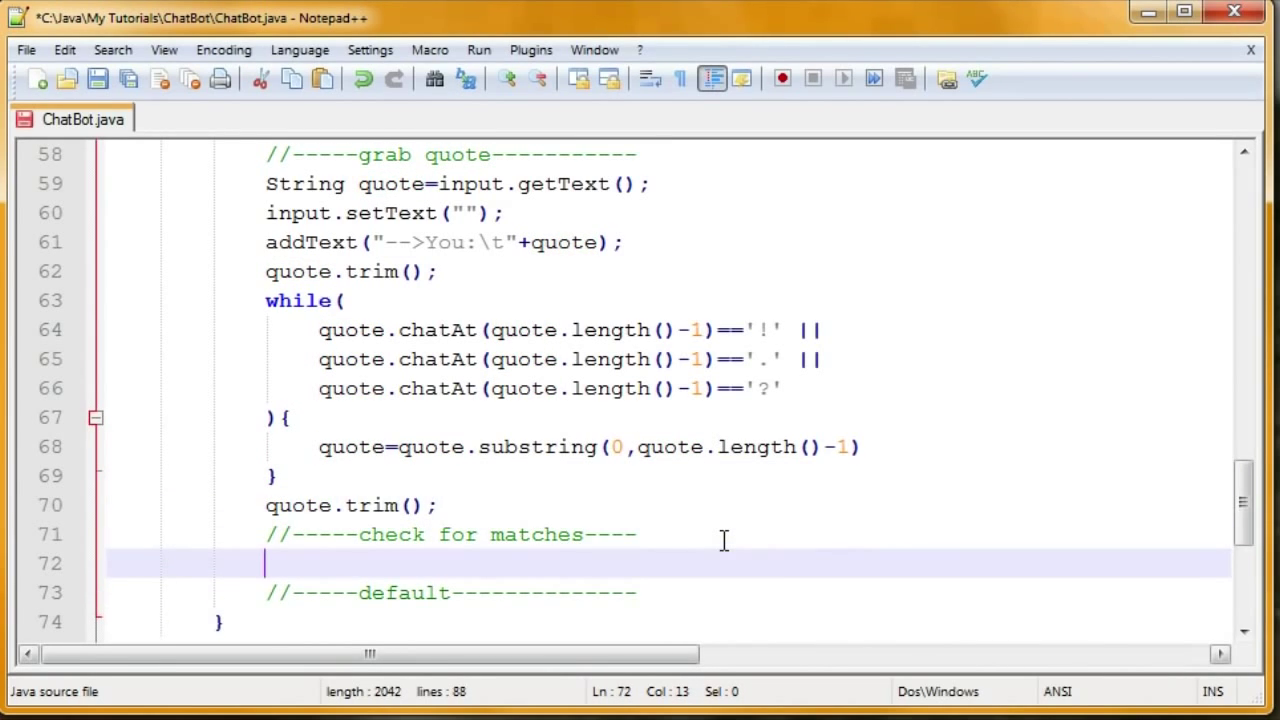 *C:\Java\My Tutorials\ChatBot\ChatBot.java - Notepad++
File Edit Search View Encoding Language Settings Macro Run Plugins Window ? X
ABC
ChatBot.java
58 //-----grab quote-----------
59 String quote=input.getText();
60 input.setText("");
61 addText("-->You:\t"+quote);
62 quote.trim();
63 while(
64 quote.chatAt(quote.length()-1)=='!' ||
65 quote.chatAt(quote.length()-1)=='.' ||
66 quote.chatAt(quote.length()-1)=='?'
67 ){
68 quote=quote.substring(0,quote.length()-1)
69 }
70 quote.trim();
71 //-----check for matches----
72
73 //-----default--------------
74 }
Java source file length : 2042 lines : 88 Ln : 72 Col : 13 Sel : 0 Dos\Windows ANSI INS